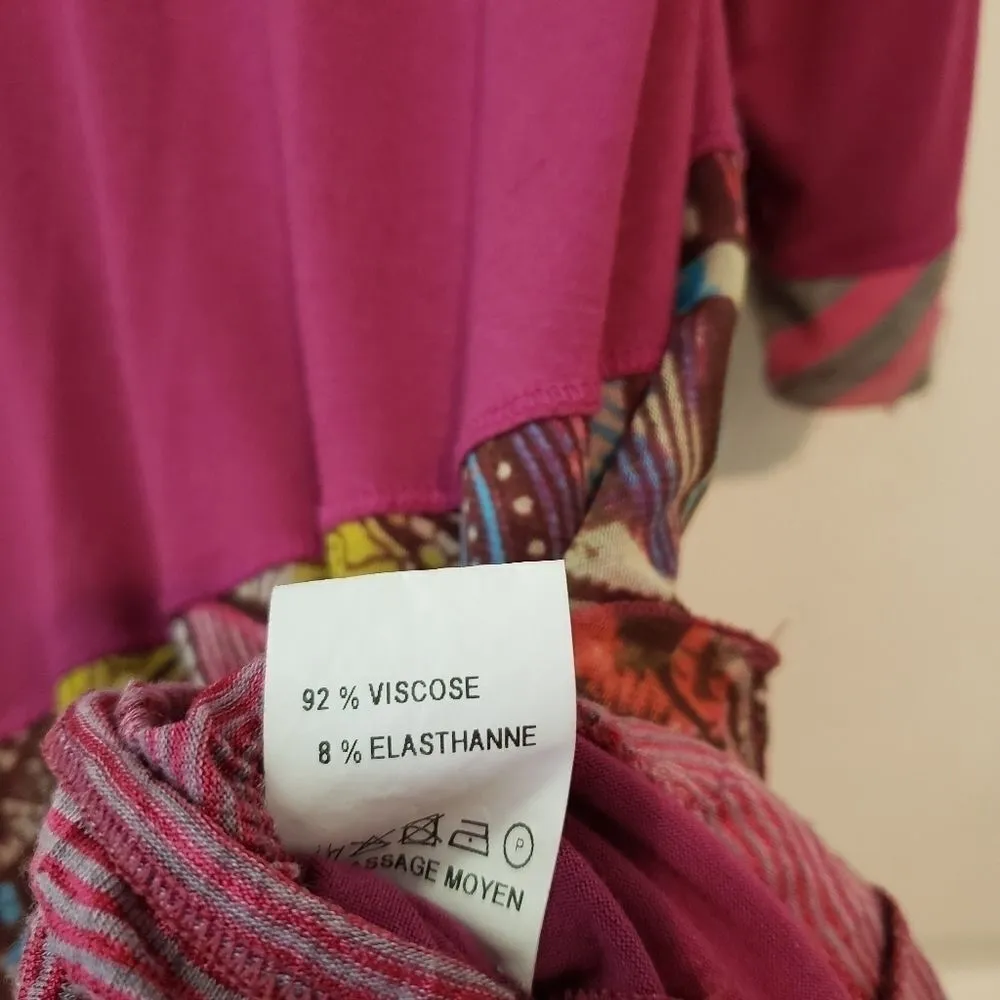 92 % VISCOSE
8 % ELASTHANNE
P
SSAGE MOYEN